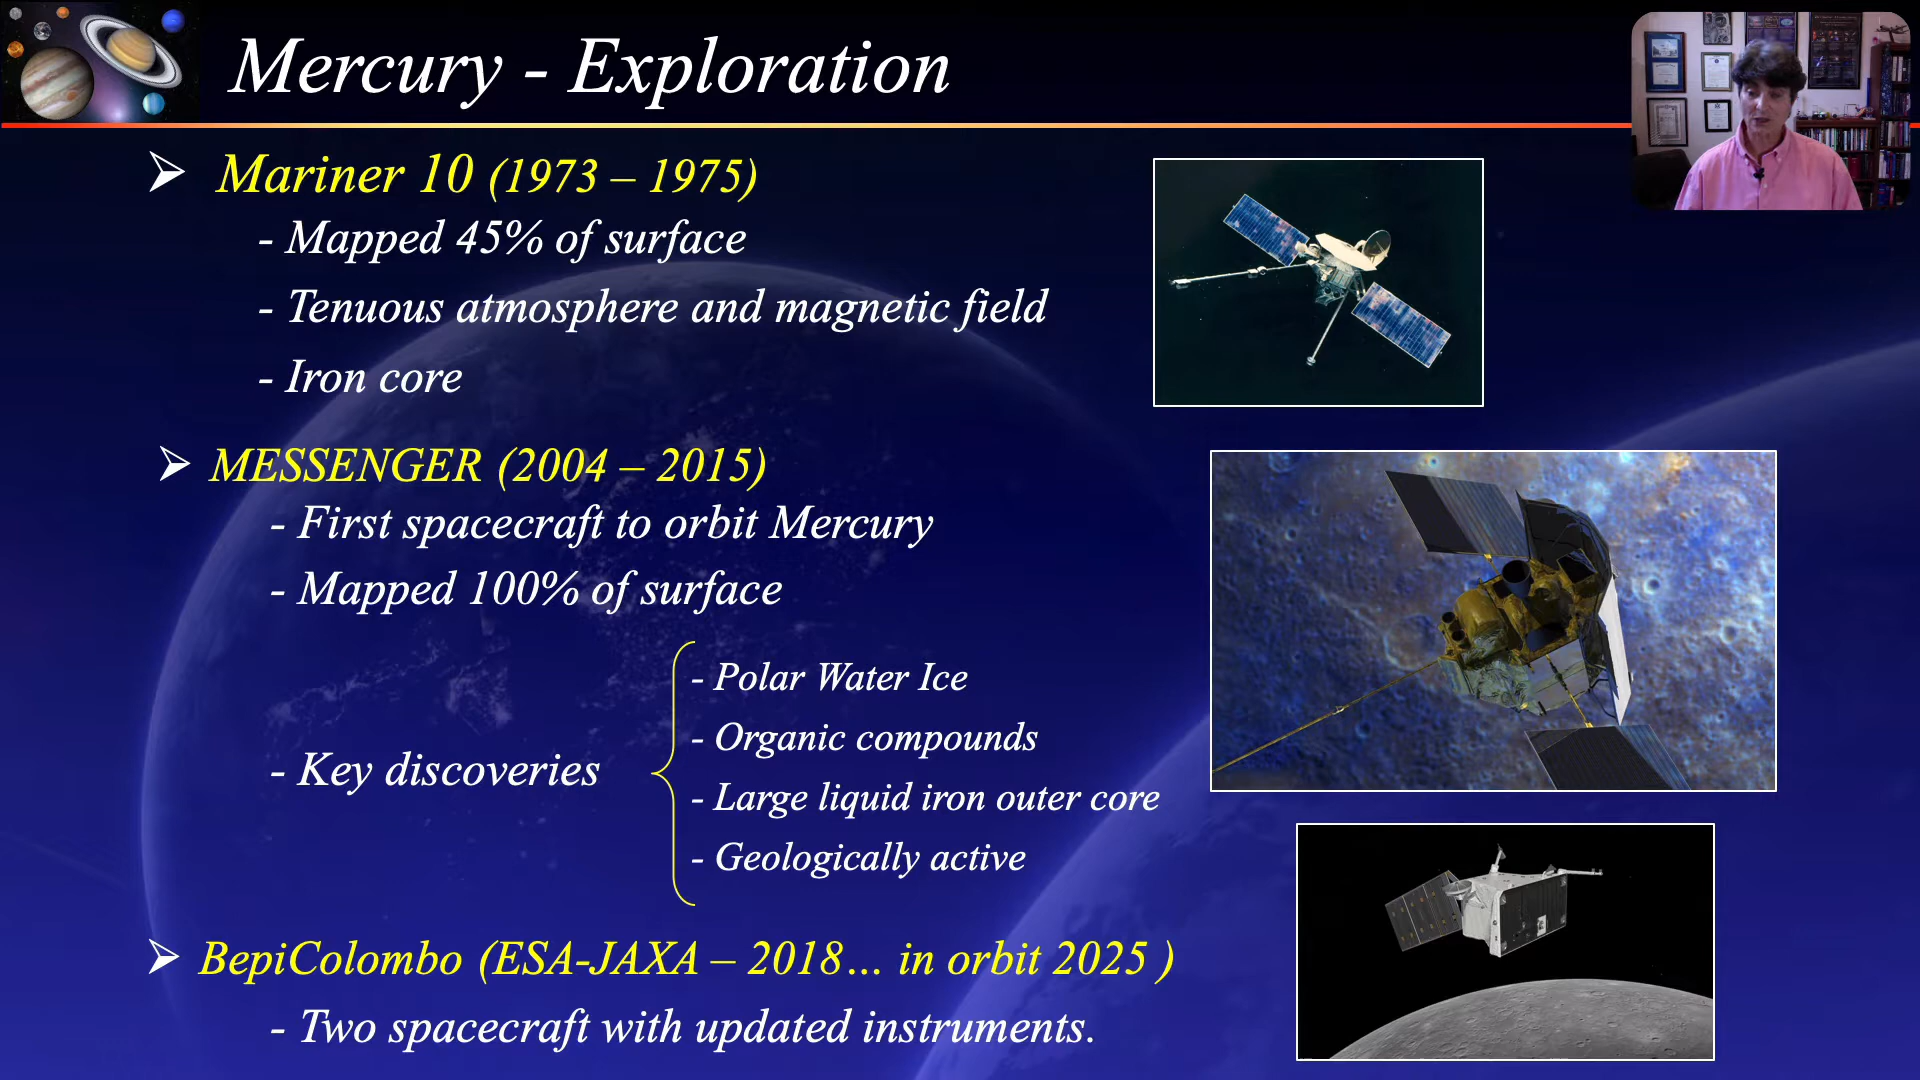 Mercury - Exploration
➢ Mariner 10 (1973 – 1975)
- Mapped 45% of surface
- Tenuous atmosphere and magnetic field
- Iron core
➢ MESSENGER (2004 – 2015)
- First spacecraft to orbit Mercury
- Mapped 100% of surface
- Key discoveries
- Polar Water Ice
- Organic compounds
- Large liquid iron outer core
- Geologically active
➢ BepiColombo (ESA-JAXA – 2018... in orbit 2025 )
- Two spacecraft with updated instruments.